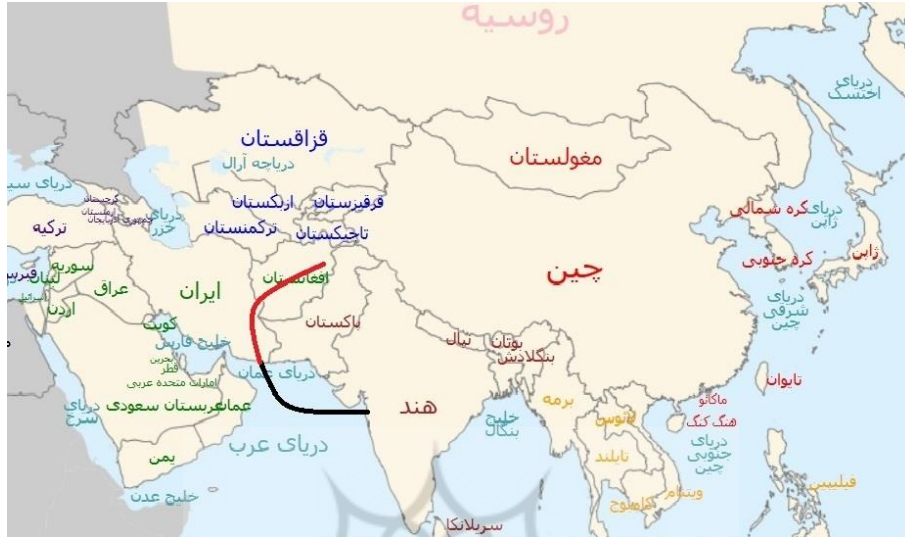 روسیه
دریای
اختسک
قزاقستان
دریاچه آرال
مغولستان
دریای سی
گرجستان
ارمنستان
جمهوری آذربایجان
دریای
خزر
ازبکستان
قرقیزستان
ترکمنستان
تاجیکستان
ترکیه
کره شمالی
دریای
ژاپن
ژاپن
کره جنوبی
قبرس
سوریه
لبنان
اسرائیل
عراق
اردن
ایران
افغانستان
چین
دریای
شرقی
چین
کویت
خلیج فارس
پاکستان
نپال
بوتان
بنگلادش
بحرین
قطر
امارات متحده عربی
دریای عمان
تایوان
دریای
سرخ
عربستان سعودی
عمان
هند
خلیج
بنگال
برمه
لائوس
ماکائو
هنگ کنگ
دریای عرب
یمن
تایلند
دریای
جنوبی
چین
خلیج عدن
کامبوج
ویتنام
فیلیپین
سریلانکا